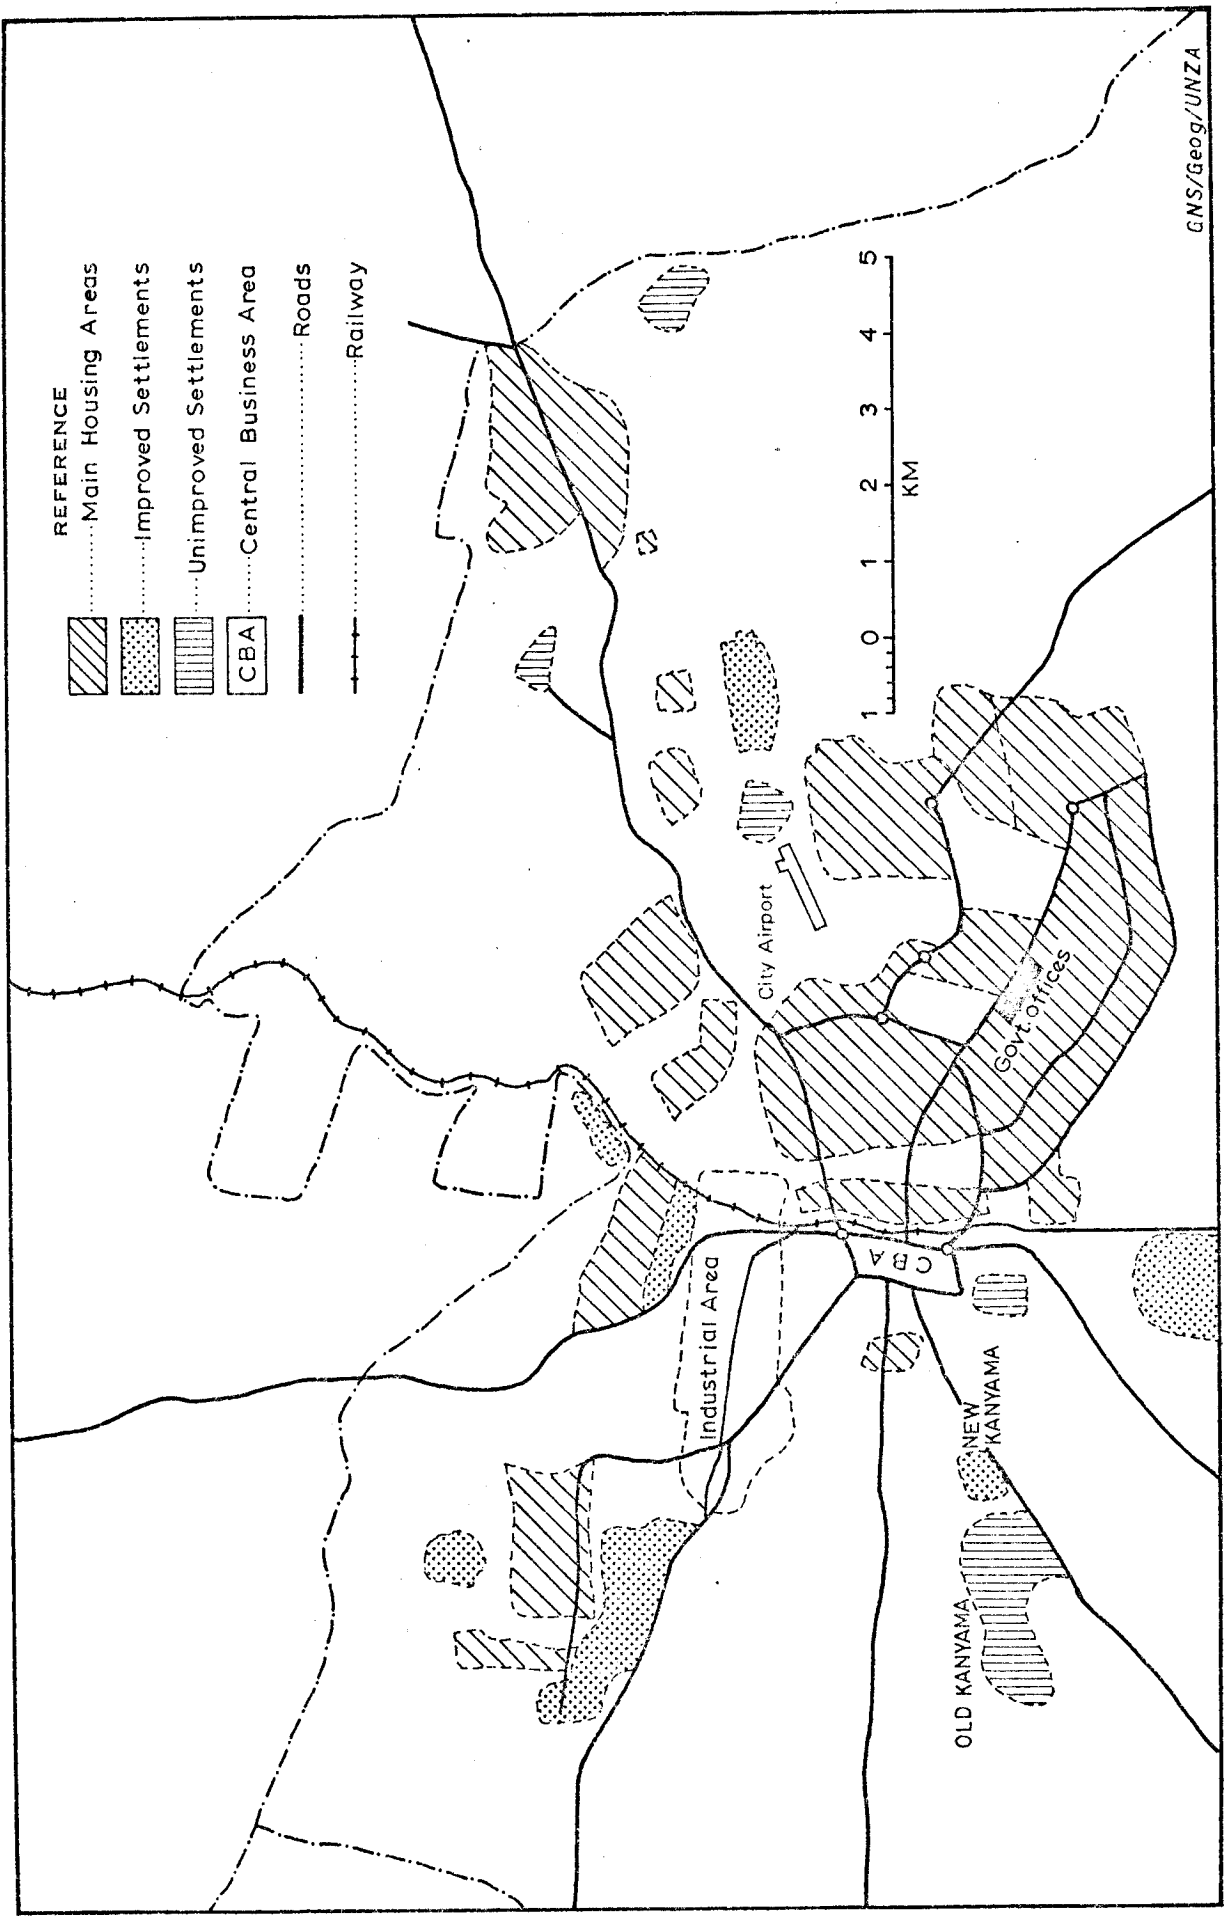 REFERENCE
Main Housing Areas
Improved Settlements
Unimproved Settlements
CBA Central Business Area
Roads
Railway
City Airport
Govt. offices
Industrial Area
CBA
NEW
KANYAMA
OLD KANYAMA
1 0 1 2 3 4 5
KM
GNS/Geog/UNZA